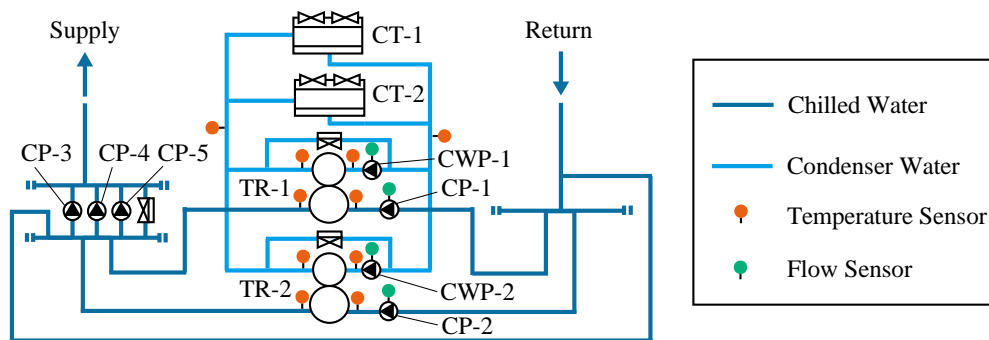 Supply
CT-1
Return
CT-2
Chilled Water
CP-3
CP-4
CP-5
CWP-1
Condenser Water
TR-1
CP-1
Temperature Sensor
Flow Sensor
TR-2
CWP-2
CP-2